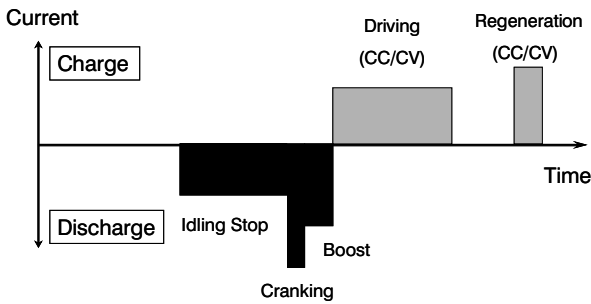 Current
Driving
(CC/CV)
Regeneration
(CC/CV)
Charge
Time
Discharge
Idling Stop
Boost
Cranking